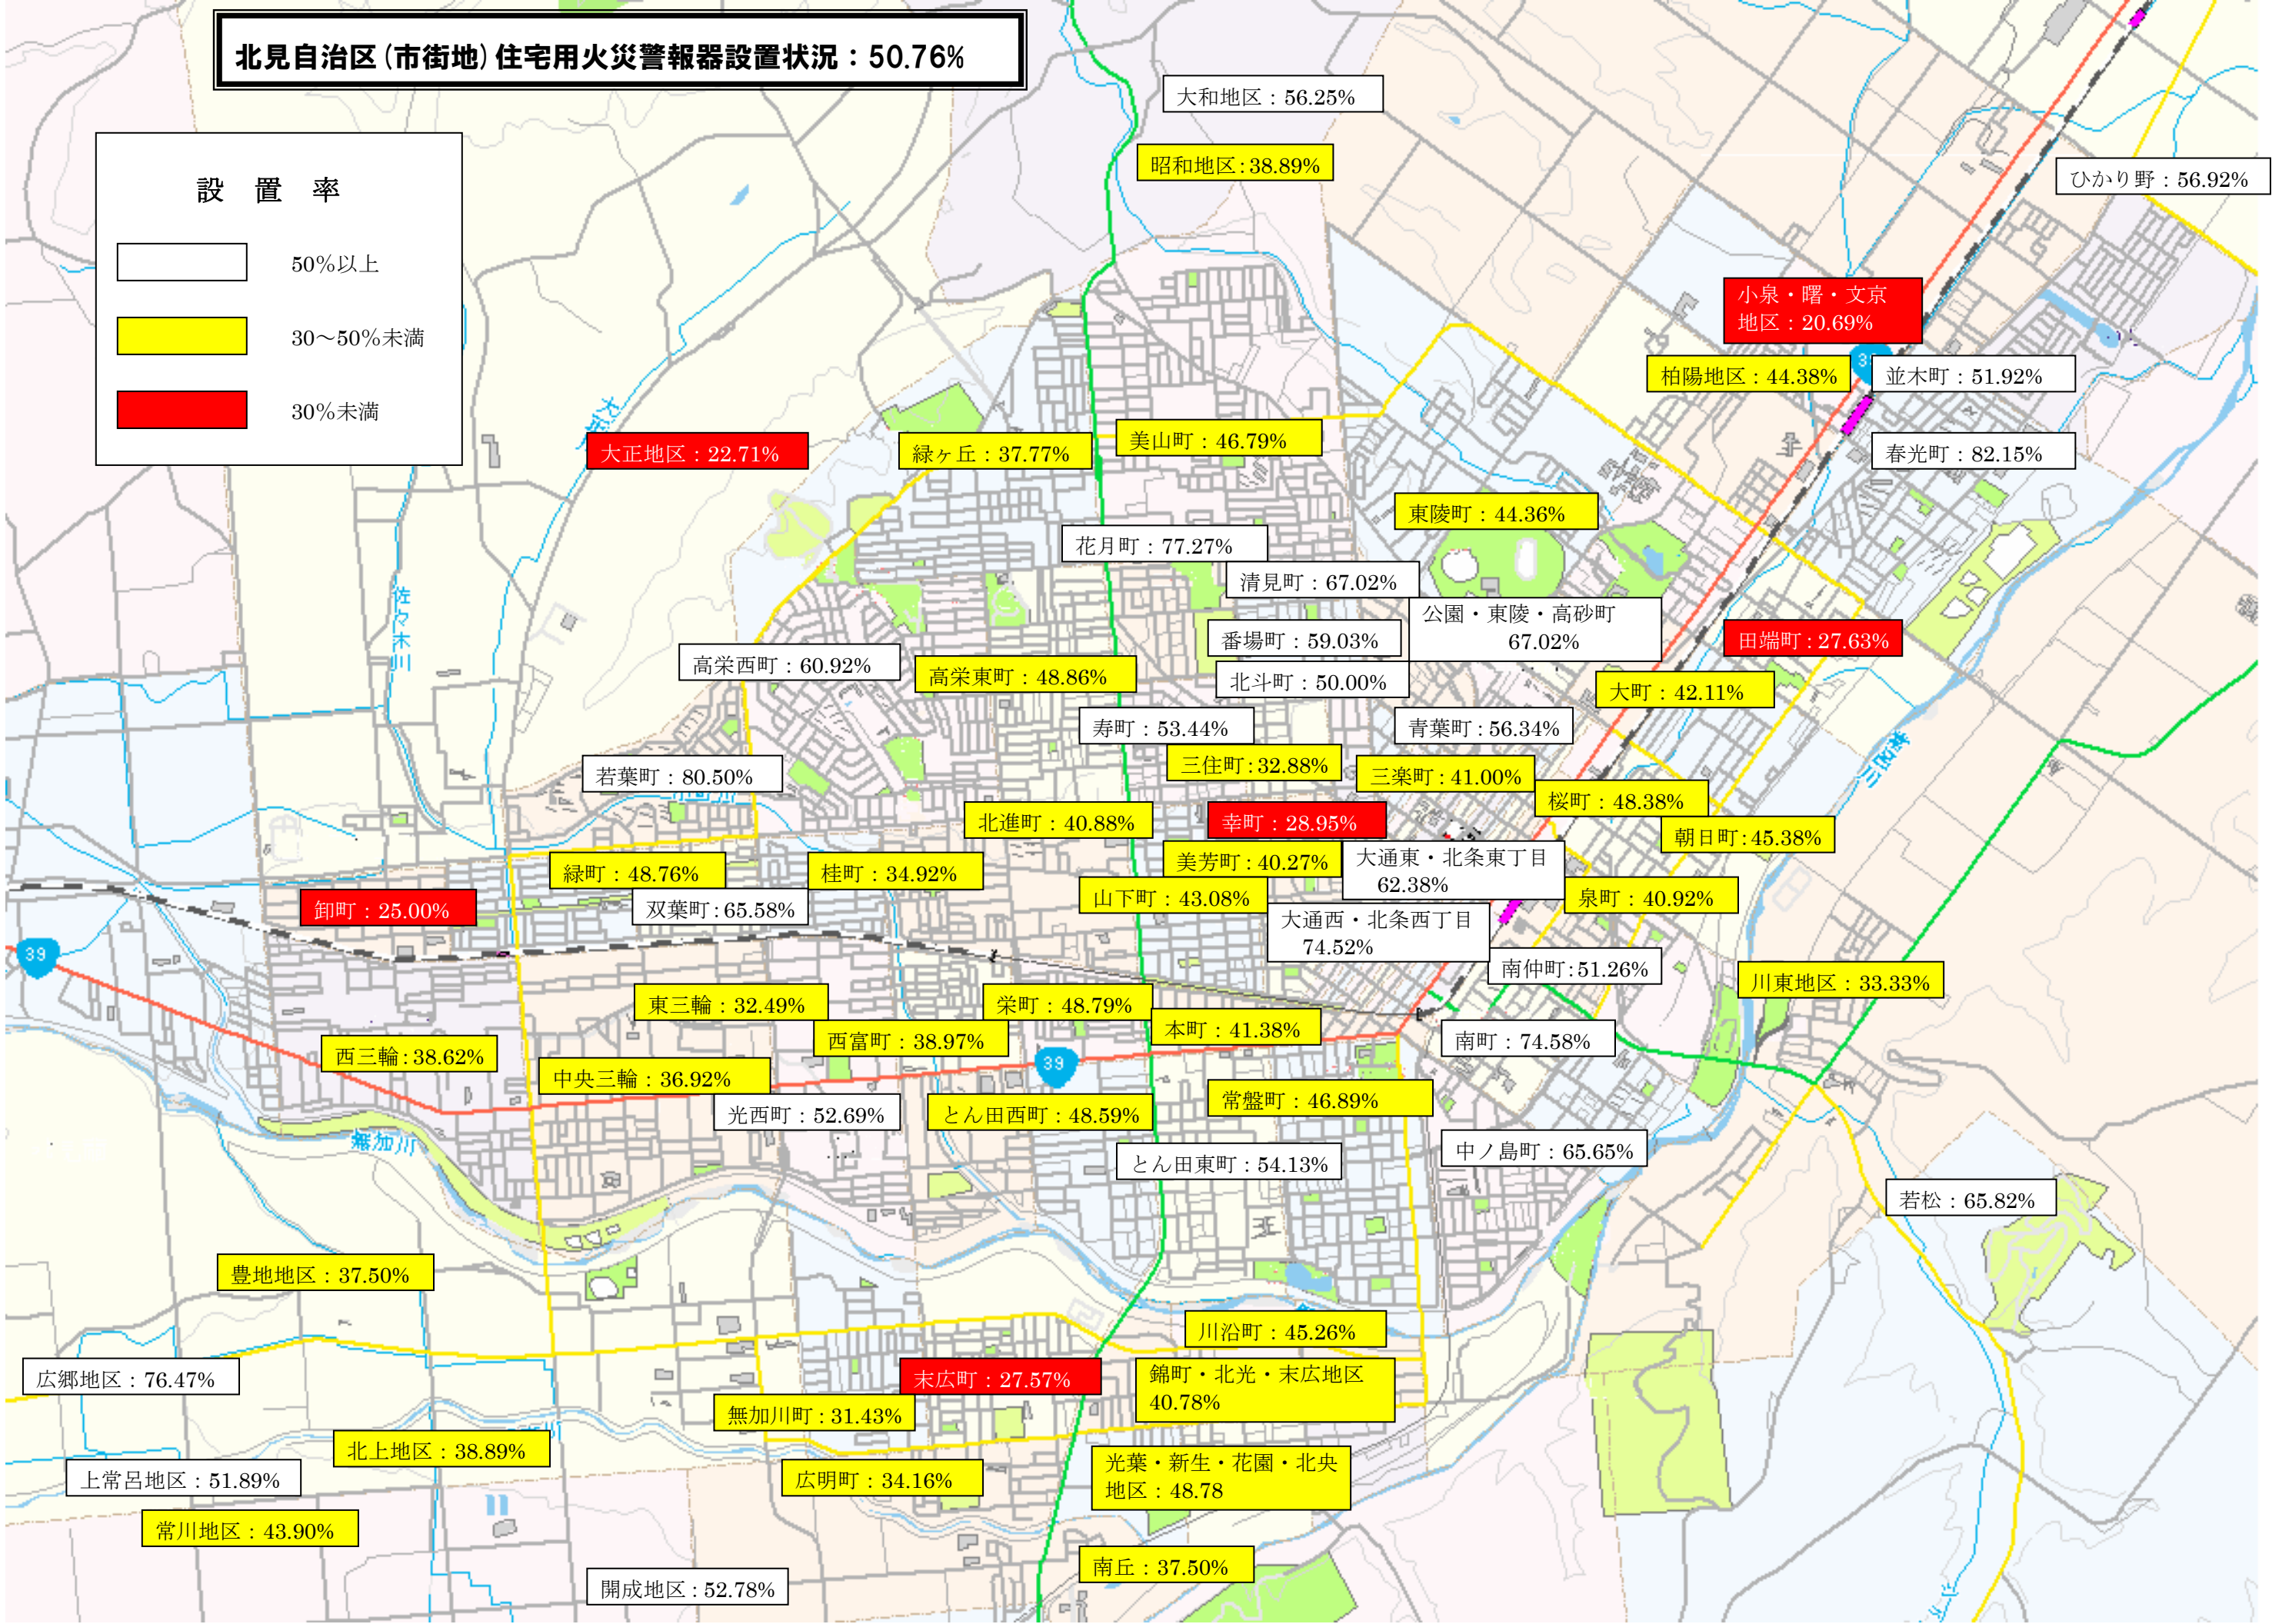 北見自治区(市街地)住宅用火災警報器設置状況：50.76%
設　置　率
50%以上
30～50%未満
30%未満
大和地区：56.25%
昭和地区：38.89%
ひかり野：56.92%
小泉・曙・文京
地区：20.69%
柏陽地区：44.38%
並木町：51.92%
春光町：82.15%
大正地区：22.71%
緑ヶ丘：37.77%
美山町：46.79%
東陵町：44.36%
花月町：77.27%
清見町：67.02%
公園・東陵・高砂町
67.02%
番場町：59.03%
田端町：27.63%
佐々木川
高栄西町：60.92%
高栄東町：48.86%
北斗町：50.00%
大町：42.11%
寿町：53.44%
青葉町：56.34%
若葉町：80.50%
三住町：32.88%
三楽町：41.00%
桜町：48.38%
北進町：40.88%
幸町：28.95%
朝日町：45.38%
緑町：48.76%
桂町：34.92%
美芳町：40.27%
大通東・北条東丁目
62.38%
卸町：25.00%
双葉町：65.58%
山下町：43.08%
泉町：40.92%
大通西・北条西丁目
74.52%
39
南仲町：51.26%
川東地区：33.33%
東三輪：32.49%
栄町：48.79%
西富町：38.97%
本町：41.38%
南町：74.58%
西三輪：38.62%
中央三輪：36.92%
39
光西町：52.69%
とん田西町：48.59%
常盤町：46.89%
無加川
とん田東町：54.13%
中ノ島町：65.65%
若松：65.82%
豊地地区：37.50%
川沿町：45.26%
広郷地区：76.47%
末広町：27.57%
錦町・北光・末広地区
40.78%
無加川町：31.43%
北上地区：38.89%
上常呂地区：51.89%
広明町：34.16%
光葉・新生・花園・北央
地区：48.78
常川地区：43.90%
南丘：37.50%
開成地区：52.78%